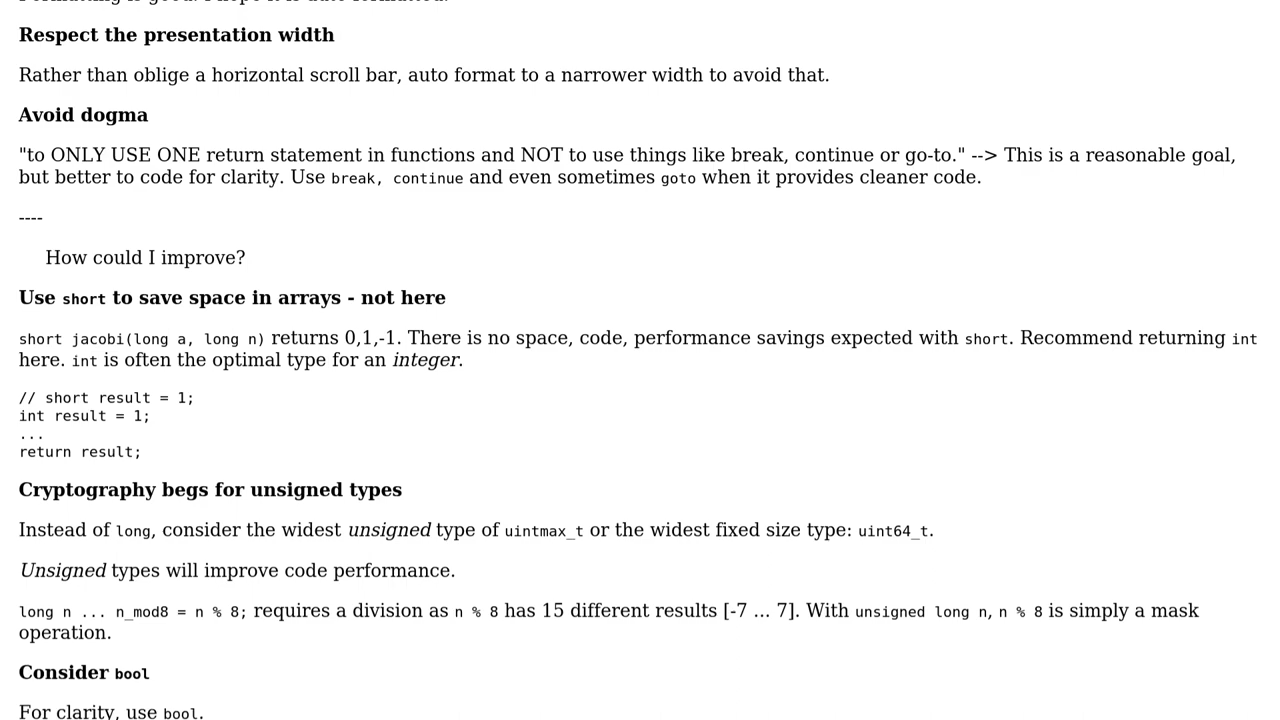 Formatting is good. I hope it is auto formatted.
Respect the presentation width
Rather than oblige a horizontal scroll bar, auto format to a narrower width to avoid that.
Avoid dogma
"to ONLY USE ONE return statement in functions and NOT to use things like break, continue or go-to." --> This is a reasonable goal,
but better to code for clarity. Use break, continue and even sometimes goto when it provides cleaner code.
----
How could I improve?
Use short to save space in arrays - not here
short jacobi(long a, long n) returns 0,1,-1. There is no space, code, performance savings expected with short. Recommend returning int
here. int is often the optimal type for an integer.
// short result = 1;
int result = 1;
...
return result;
Cryptography begs for unsigned types
Instead of long, consider the widest unsigned type of uintmax_t or the widest fixed size type: uint64_t.
Unsigned types will improve code performance.
long n ... n_mod8 = n % 8; requires a division as n % 8 has 15 different results [-7 ... 7]. With unsigned long n, n % 8 is simply a mask
operation.
Consider bool
For clarity, use bool.